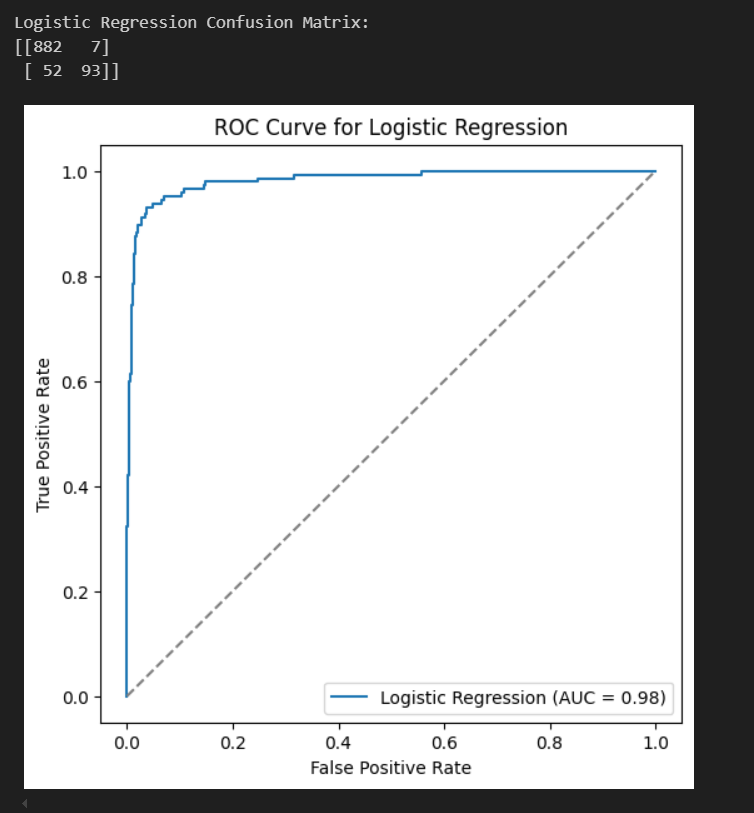 Logistic Regression Confusion Matrix:
[[882   7]
 [ 52  93]]
ROC Curve for Logistic Regression
1.0
0.8
0.6
0.4
0.2
0.0
True Positive Rate
Logistic Regression (AUC = 0.98)
0.0 0.2 0.4 0.6 0.8 1.0
False Positive Rate